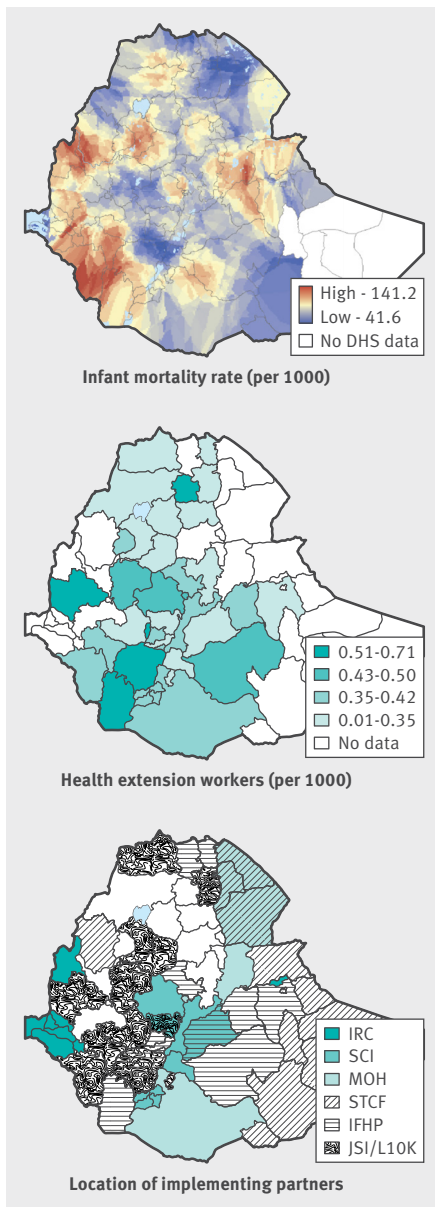 High - 141.2
Low - 41.6
No DHS data
Infant mortality rate (per 1000)
0.51-0.71
0.43-0.50
0.35-0.42
0.01-0.35
No data
Health extension workers (per 1000)
IRC
SCI
MOH
STCF
IFHP
JSI/L10K
Location of implementing partners